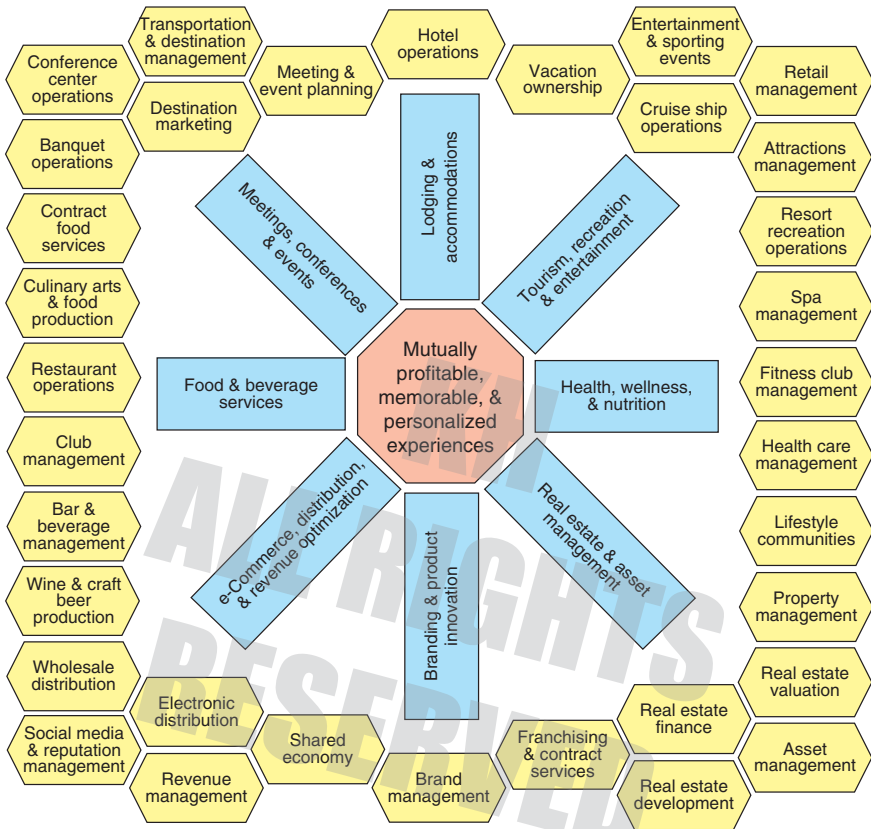 Transportation
& destination
management
Hotel
operations
Entertainment
& sporting
events
Conference
center
operations
Meeting &
event planning
Vacation
ownership
Retail
management
Destination
marketing
Cruise ship
operations
Banquet
operations
Attractions
management
Contract
food
services
Resort
recreation
operations
Culinary arts
& food
production
Spa
management
Restaurant
operations
Fitness club
management
Club
management
Health care
management
Bar &
beverage
management
Lifestyle
communities
Wine & craft
beer
production
Property
management
Wholesale
distribution
Real estate
valuation
Social media
& reputation
management
Asset
management
Electronic
distribution
Real estate
finance
Shared
economy
Franchising
& contract
services
Revenue
management
Brand
management
Real estate
development
Lodging &
accommodations
Meetings, conferences
& events
Tourism, recreation
& entertainment
Food & beverage
services
Mutually
profitable,
memorable, &
personalized
experiences
Health, wellness,
& nutrition
e-Commerce, distribution,
& revenue optimization
Branding & product
innovation
Real estate & asset
management
KH
ALL RIGHTS
RESERVED